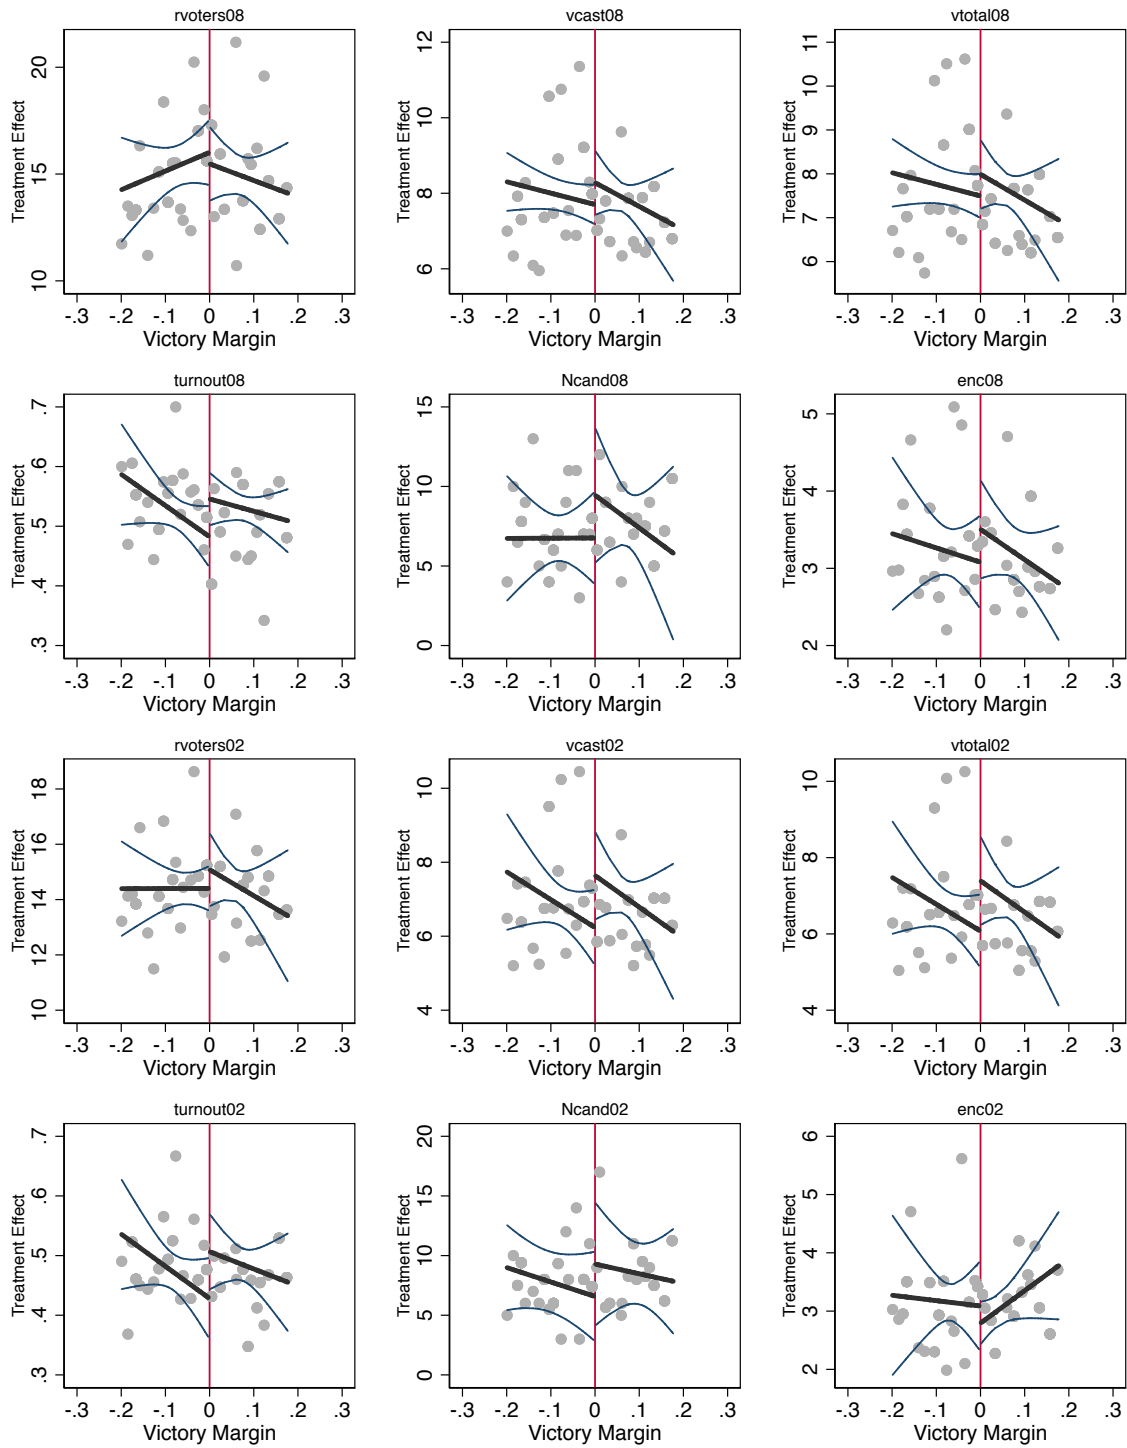 rvoters08
vcast08
vtotal08
Treatment Effect
10 15 20
Treatment Effect
6 8 10 12
Treatment Effect
6 7 8 9 10 11
-.3 -.2 -.1 0 .1 .2 .3
-.3 -.2 -.1 0 .1 .2 .3
-.3 -.2 -.1 0 .1 .2 .3
Victory Margin
Victory Margin
Victory Margin
turnout08
Ncand08
enc08
Treatment Effect
.3 .4 .5 .6 .7
Treatment Effect
0 5 10 15
Treatment Effect
2 3 4 5
-.3 -.2 -.1 0 .1 .2 .3
-.3 -.2 -.1 0 .1 .2 .3
-.3 -.2 -.1 0 .1 .2 .3
Victory Margin
Victory Margin
Victory Margin
rvoters02
vcast02
vtotal02
Treatment Effect
10 12 14 16 18
Treatment Effect
4 6 8 10
Treatment Effect
4 6 8 10
-.3 -.2 -.1 0 .1 .2 .3
-.3 -.2 -.1 0 .1 .2 .3
-.3 -.2 -.1 0 .1 .2 .3
Victory Margin
Victory Margin
Victory Margin
turnout02
Ncand02
enc02
Treatment Effect
.3 .4 .5 .6 .7
Treatment Effect
0 5 10 15 20
Treatment Effect
2 3 4 5 6
-.3 -.2 -.1 0 .1 .2 .3
-.3 -.2 -.1 0 .1 .2 .3
-.3 -.2 -.1 0 .1 .2 .3
Victory Margin
Victory Margin
Victory Margin